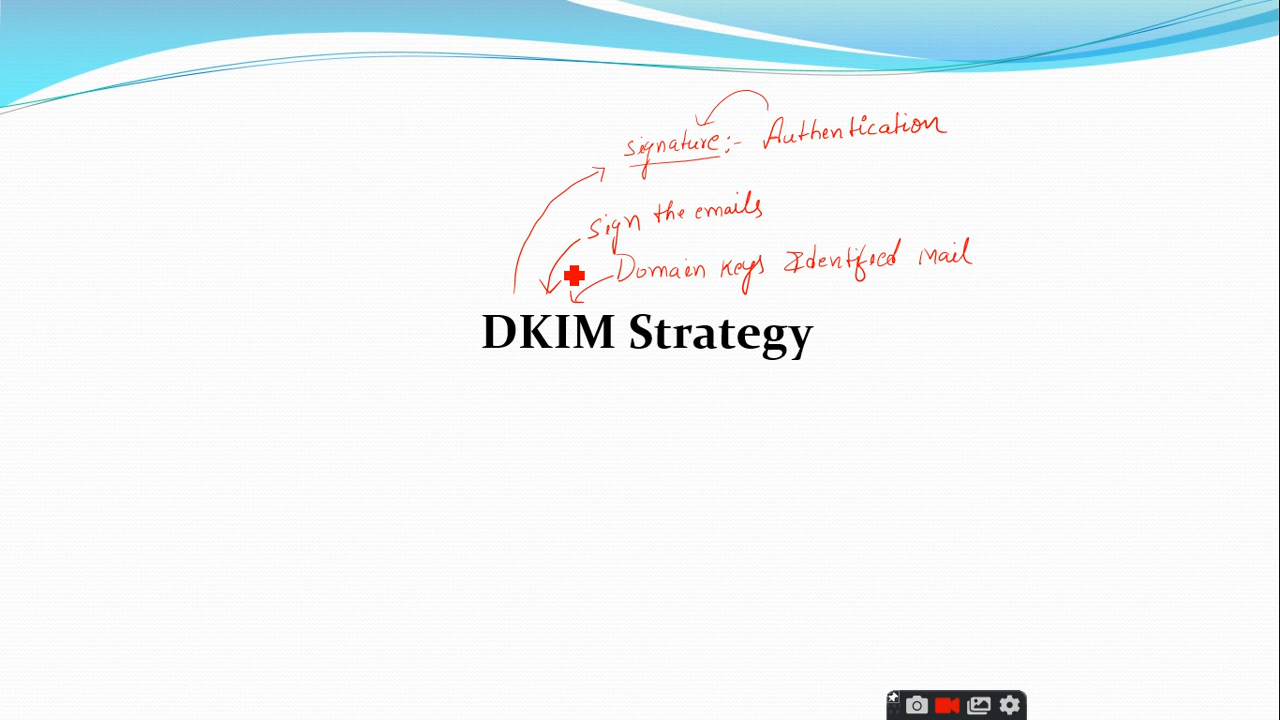 Signature:- Authentication
Sign the emails
Domain keys Identified Mail
DKIM Strategy